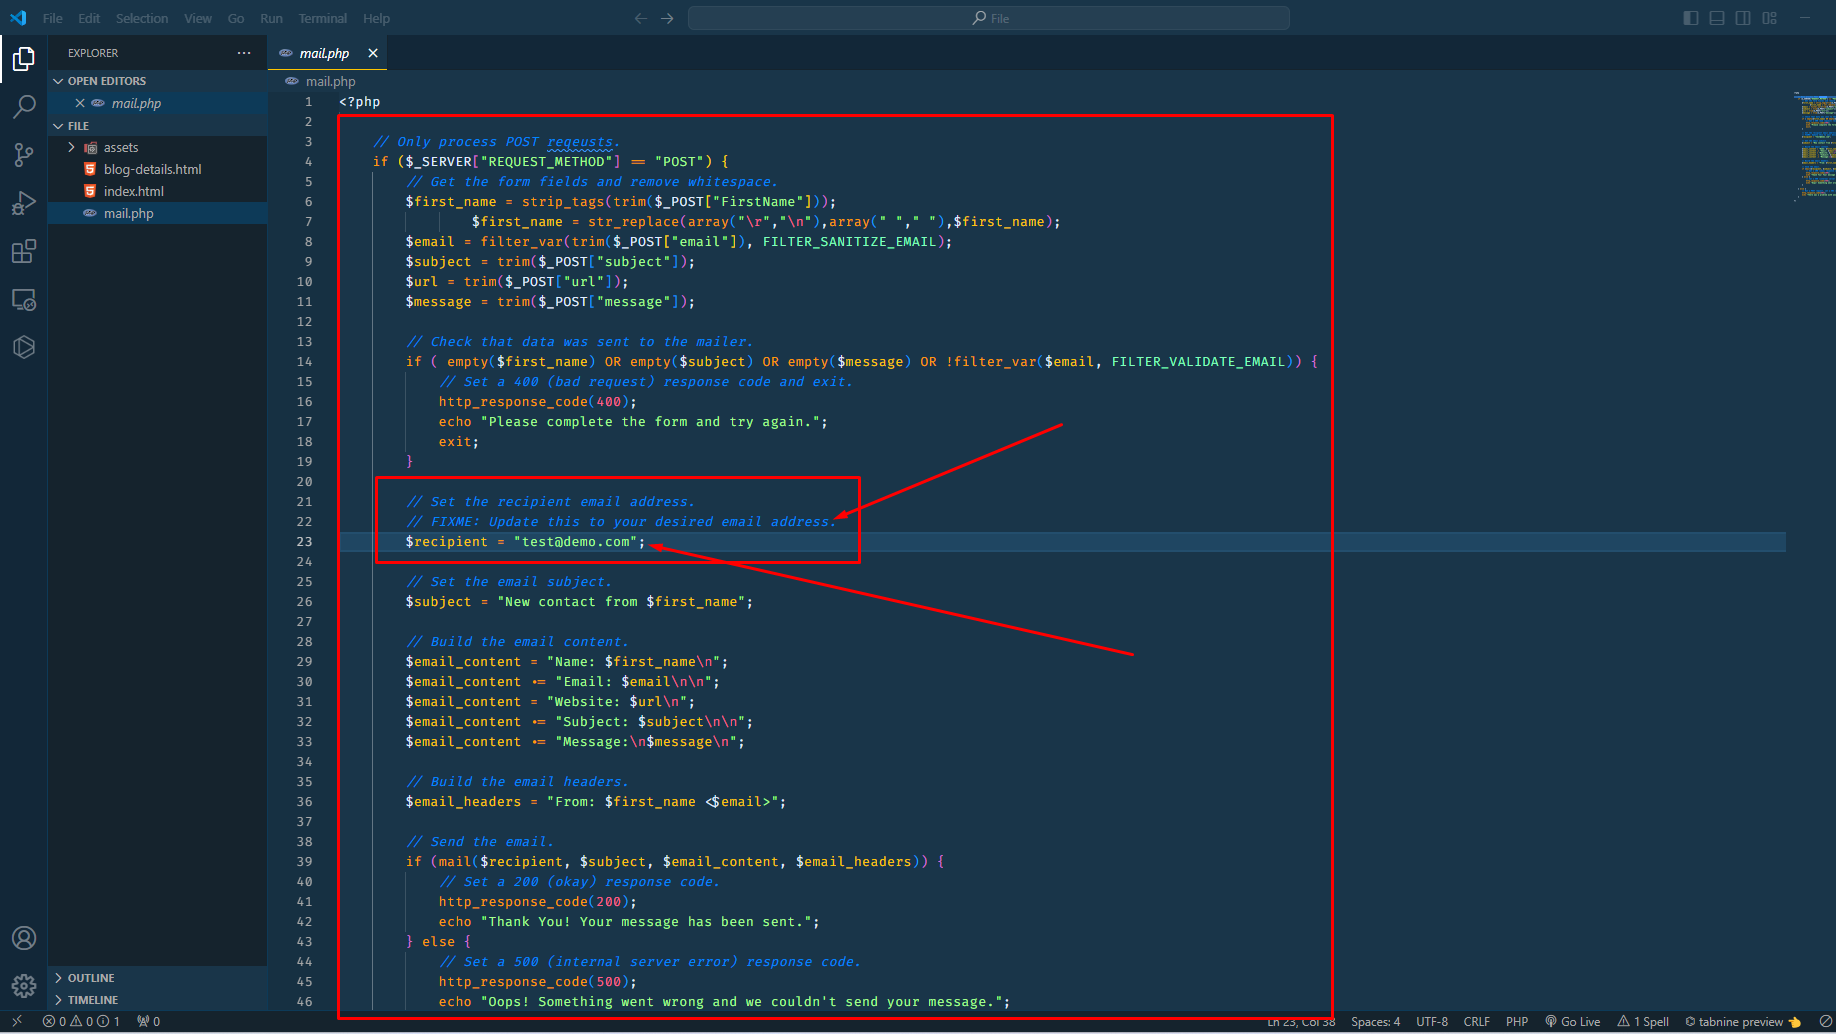 File Edit Selection View Go Run Terminal Help
File
EXPLORER
OPEN EDITORS
mail.php
FILE
assets
blog-details.html
index.html
mail.php
mail.php
mail.php
1 <?php
2
3 // Only process POST reqeusts.
4 if ($_SERVER["REQUEST_METHOD"] == "POST") {
5 // Get the form fields and remove whitespace.
6 $first_name = strip_tags(trim($_POST["FirstName"]));
7 $first_name = str_replace(array("\r","\n"),array(" "," "),$first_name);
8 $email = filter_var(trim($_POST["email"]), FILTER_SANITIZE_EMAIL);
9 $subject = trim($_POST["subject"]);
10 $url = trim($_POST["url"]);
11 $message = trim($_POST["message"]);
12
13 // Check that data was sent to the mailer.
14 if ( empty($first_name) OR empty($subject) OR empty($message) OR !filter_var($email, FILTER_VALIDATE_EMAIL)) {
15 // Set a 400 (bad request) response code and exit.
16 http_response_code(400);
17 echo "Please complete the form and try again.";
18 exit;
19 }
20
21 // Set the recipient email address.
22 // FIXME: Update this to your desired email address.
23 $recipient = "test@demo.com";
24
25 // Set the email subject.
26 $subject = "New contact from $first_name";
27
28 // Build the email content.
29 $email_content = "Name: $first_name\n";
30 $email_content .= "Email: $email\n\n";
31 $email_content = "Website: $url\n";
32 $email_content .= "Subject: $subject\n\n";
33 $email_content .= "Message:\n$message\n";
34
35 // Build the email headers.
36 $email_headers = "From: $first_name <$email>";
37
38 // Send the email.
39 if (mail($recipient, $subject, $email_content, $email_headers)) {
40 // Set a 200 (okay) response code.
41 http_response_code(200);
42 echo "Thank You! Your message has been sent.";
43 } else {
44 // Set a 500 (internal server error) response code.
45 http_response_code(500);
46 echo "Oops! Something went wrong and we couldn't send your message.";
OUTLINE
TIMELINE
0 0 1 0 Ln 23, Col 38 Spaces: 4 UTF-8 CRLF PHP Go Live 1 Spell tabnine preview